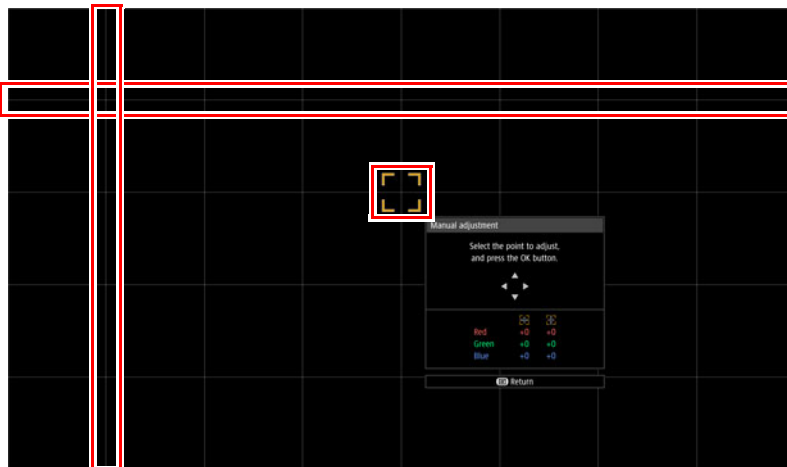 Manual adjustment
Select the point to adjust,
and press the OK button.
Red +0 +0
Green +0 +0
Blue +0 +0
Return